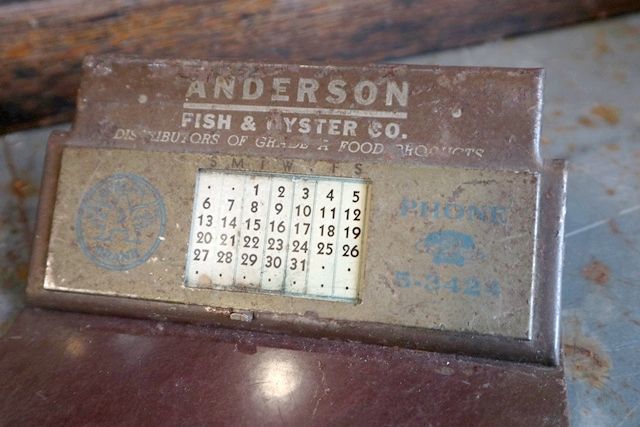 ANDERSON
FISH & OYSTER CO.
DISTRIBUTORS OF GRADE A FOOD PRODUCTS
S M T W T S
1 2 3 4 5
6 7 8 9 10 11 12
13 14 15 16 17 18 19
20 21 22 23 24 25 26
27 28 29 30 31
PHONE
5-3424